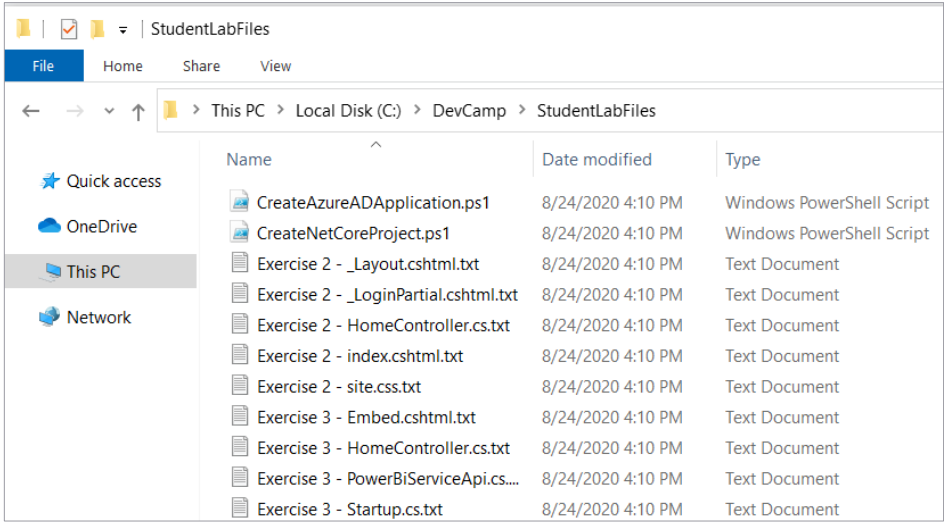 StudentLabFiles
File Home Share View
This PC > Local Disk (C:) > DevCamp > StudentLabFiles
Quick access
OneDrive
This PC
Network
Name Date modified Type
CreateAzureADApplication.ps1 8/24/2020 4:10 PM Windows PowerShell Script
CreateNetCoreProject.ps1 8/24/2020 4:10 PM Windows PowerShell Script
Exercise 2 - _Layout.cshtml.txt 8/24/2020 4:10 PM Text Document
Exercise 2 - _LoginPartial.cshtml.txt 8/24/2020 4:10 PM Text Document
Exercise 2 - HomeController.cs.txt 8/24/2020 4:10 PM Text Document
Exercise 2 - index.cshtml.txt 8/24/2020 4:10 PM Text Document
Exercise 2 - site.css.txt 8/24/2020 4:10 PM Text Document
Exercise 3 - Embed.cshtml.txt 8/24/2020 4:10 PM Text Document
Exercise 3 - HomeController.cs.txt 8/24/2020 4:10 PM Text Document
Exercise 3 - PowerBiServiceApi.cs.... 8/24/2020 4:10 PM Text Document
Exercise 3 - Startup.cs.txt 8/24/2020 4:10 PM Text Document